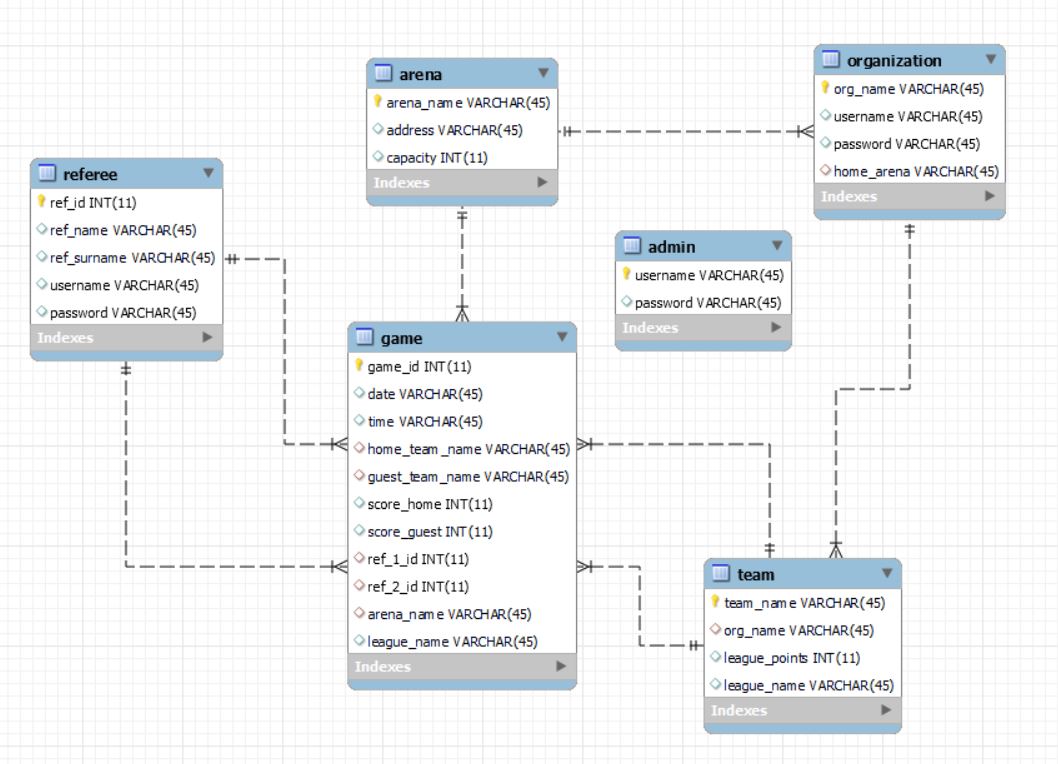 arena
arena_name VARCHAR(45)
address VARCHAR(45)
capacity INT(11)
Indexes
organization
org_name VARCHAR(45)
username VARCHAR(45)
password VARCHAR(45)
home_arena VARCHAR(45)
Indexes
referee
ref_id INT(11)
ref_name VARCHAR(45)
ref_surname VARCHAR(45)
username VARCHAR(45)
password VARCHAR(45)
Indexes
admin
username VARCHAR(45)
password VARCHAR(45)
Indexes
game
game_id INT(11)
date VARCHAR(45)
time VARCHAR(45)
home_team_name VARCHAR(45)
guest_team_name VARCHAR(45)
score_home INT(11)
score_guest INT(11)
ref_1_id INT(11)
ref_2_id INT(11)
arena_name VARCHAR(45)
league_name VARCHAR(45)
Indexes
team
team_name VARCHAR(45)
org_name VARCHAR(45)
league_points INT(11)
league_name VARCHAR(45)
Indexes